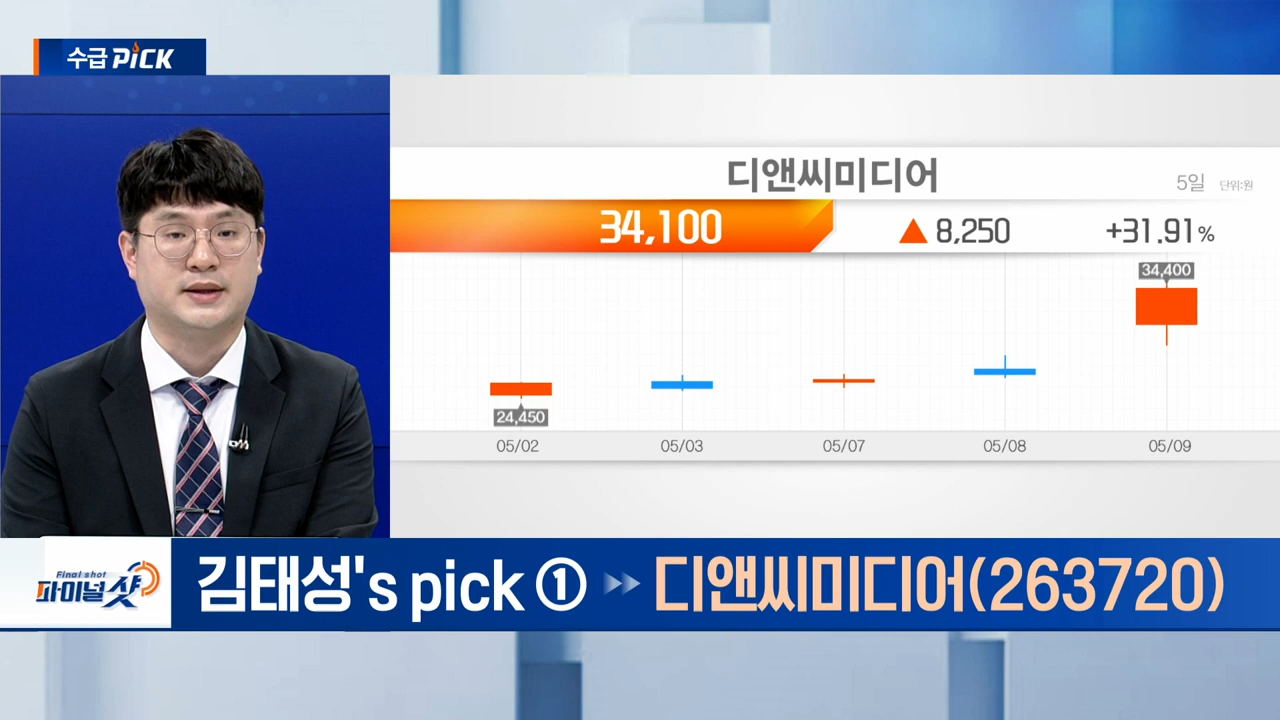 수급 PiCK
디앤씨미디어
5일 단위:원
34,100 ▲ 8,250 +31.91%
34,400
24,450
05/02 05/03 05/07 05/08 05/09
Final shot
파이널샷
김태성's pick ① ▶▶ 디앤씨미디어(263720)